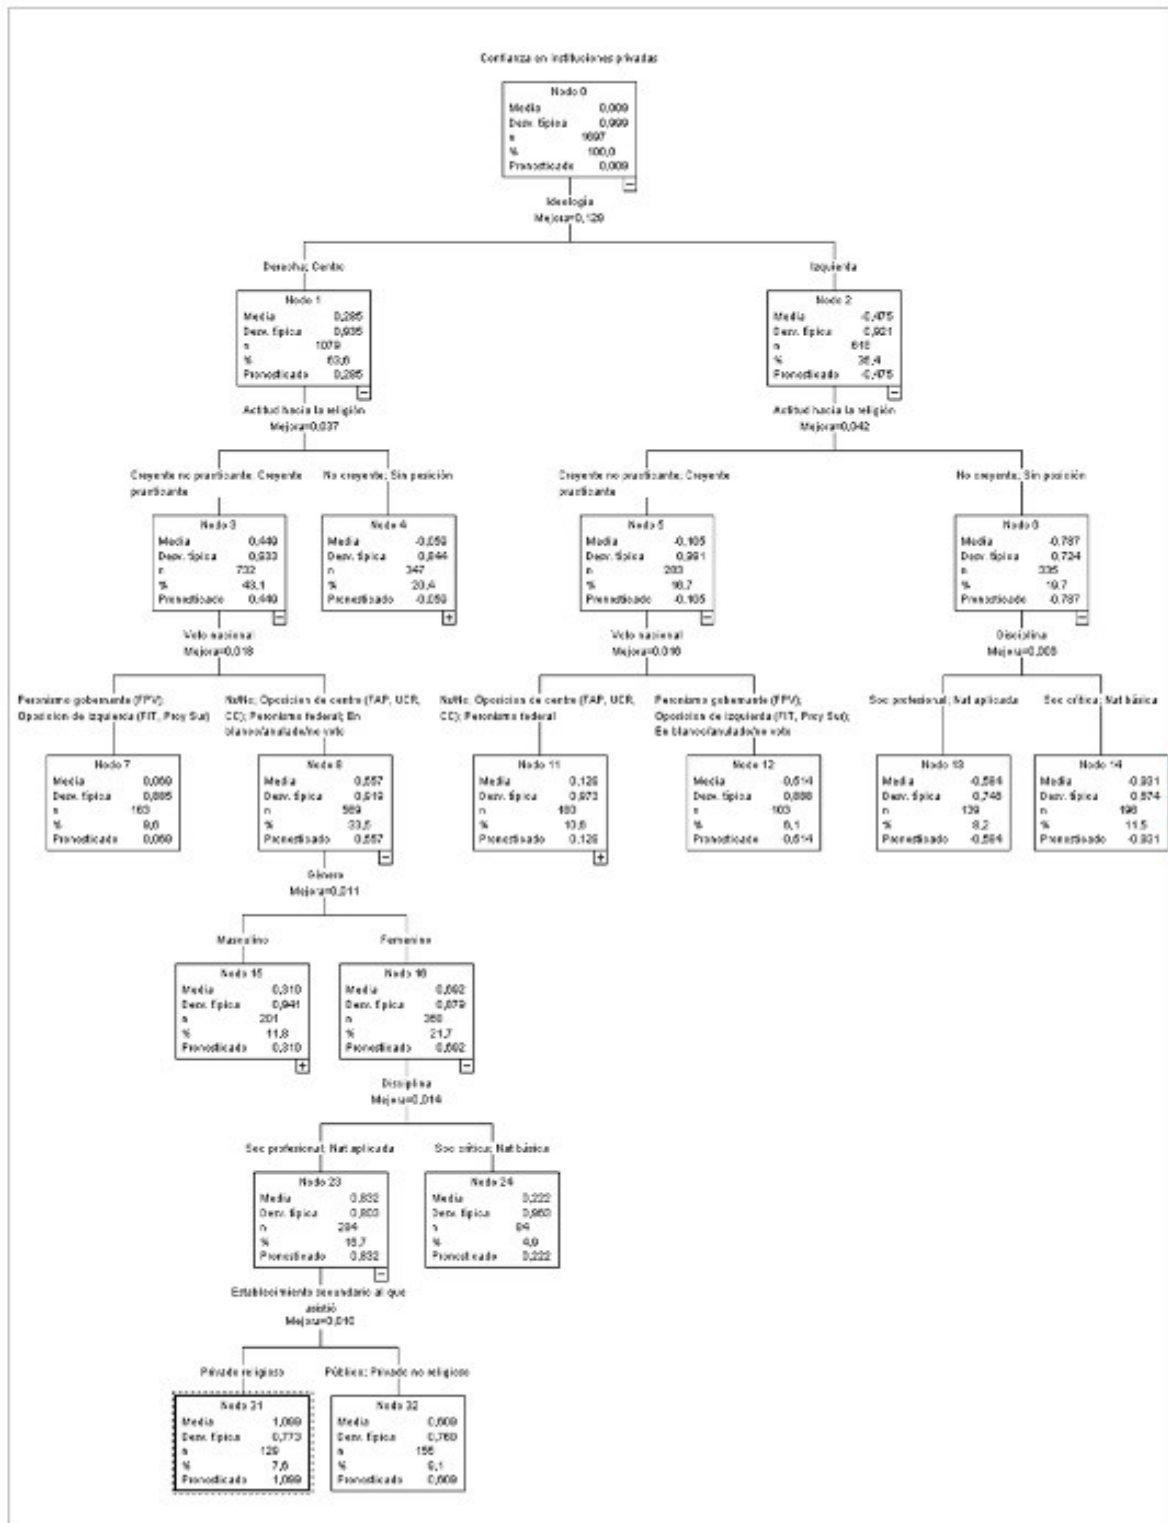 Confianza en instituciones privadas
Nodo 0
Media 0,009
Desv. típica 0,999
n 1697
% 100,0
Pronosticado 0,009
Ideología
Mejora=0,129
Derecha; Centro
Izquierda
Nodo 1
Media 0,285
Desv. típica 0,935
n 1079
% 63,6
Pronosticado 0,285
Nodo 2
Media -0,475
Desv. típica 0,921
n 618
% 36,4
Pronosticado -0,475
Actitud hacia la religión
Mejora=0,037
Actitud hacia la religión
Mejora=0,042
Creyente no practicante; Creyente
practicante
No creyente; Sin posición
Creyente no practicante; Creyente
practicante
No creyente; Sin posición
Nodo 3
Media 0,449
Desv. típica 0,933
n 732
% 43,1
Pronosticado 0,449
Nodo 4
Media -0,059
Desv. típica 0,844
n 347
% 20,4
Pronosticado -0,059
Nodo 5
Media -0,105
Desv. típica 0,991
n 283
% 16,7
Pronosticado -0,105
Nodo 6
Media -0,787
Desv. típica 0,724
n 335
% 19,7
Pronosticado -0,787
Voto nacional
Mejora=0,018
Voto nacional
Mejora=0,016
Disciplina
Peronismo gobernante (FPV);
Oposicion de izquierda (FIT, Proy Sur)
Ns/Nc; Oposicion de centro (FAP, UCR,
CC); Peronismo federal; En
blanco/anulado/no voto
Ns/Nc; Oposicion de centro (FAP, UCR,
CC); Peronismo federal
Peronismo gobernante (FPV);
Oposicion de izquierda (FIT, Proy Sur);
En blanco/anulado/no voto
Soc profesional; Nat aplicada
Soc crítica; Nat básica
Nodo 7
Media 0,069
Desv. típica 0,885
n 163
% 9,6
Pronosticado 0,069
Nodo 8
Media 0,557
Desv. típica 0,919
n 569
% 33,5
Pronosticado 0,557
Nodo 11
Media 0,129
Desv. típica 0,973
n 180
% 10,6
Pronosticado 0,129
Nodo 12
Media -0,514
Desv. típica 0,888
n 103
% 6,1
Pronosticado -0,514
Nodo 13
Media -0,584
Desv. típica 0,748
n 139
% 8,2
Pronosticado -0,584
Nodo 14
Media -0,931
Desv. típica 0,674
n 196
% 11,5
Pronosticado -0,931
Género
Mejora=0,011
Masculino
Femenino
Nodo 15
Media 0,310
Desv. típica 0,941
n 201
% 11,8
Pronosticado 0,310
Nodo 16
Media 0,692
Desv. típica 0,879
n 368
% 21,7
Pronosticado 0,692
Disciplina
Mejora=0,014
Soc profesional; Nat aplicada
Soc crítica; Nat básica
Nodo 23
Media 0,832
Desv. típica 0,803
n 284
% 16,7
Pronosticado 0,832
Nodo 24
Media 0,222
Desv. típica
n 84
% 4,9
Pronosticado 0,222
Establecimiento secundario al que
asistió
Mejora=0,010
Privado religioso
Público; Privado no religioso
Nodo 31
Media 1,099
Desv. típica 0,773
n 129
% 7,6
Pronosticado 1,099
Nodo 32
Media 0,609
Desv. típica
n 155
% 9,1
Pronosticado 0,609